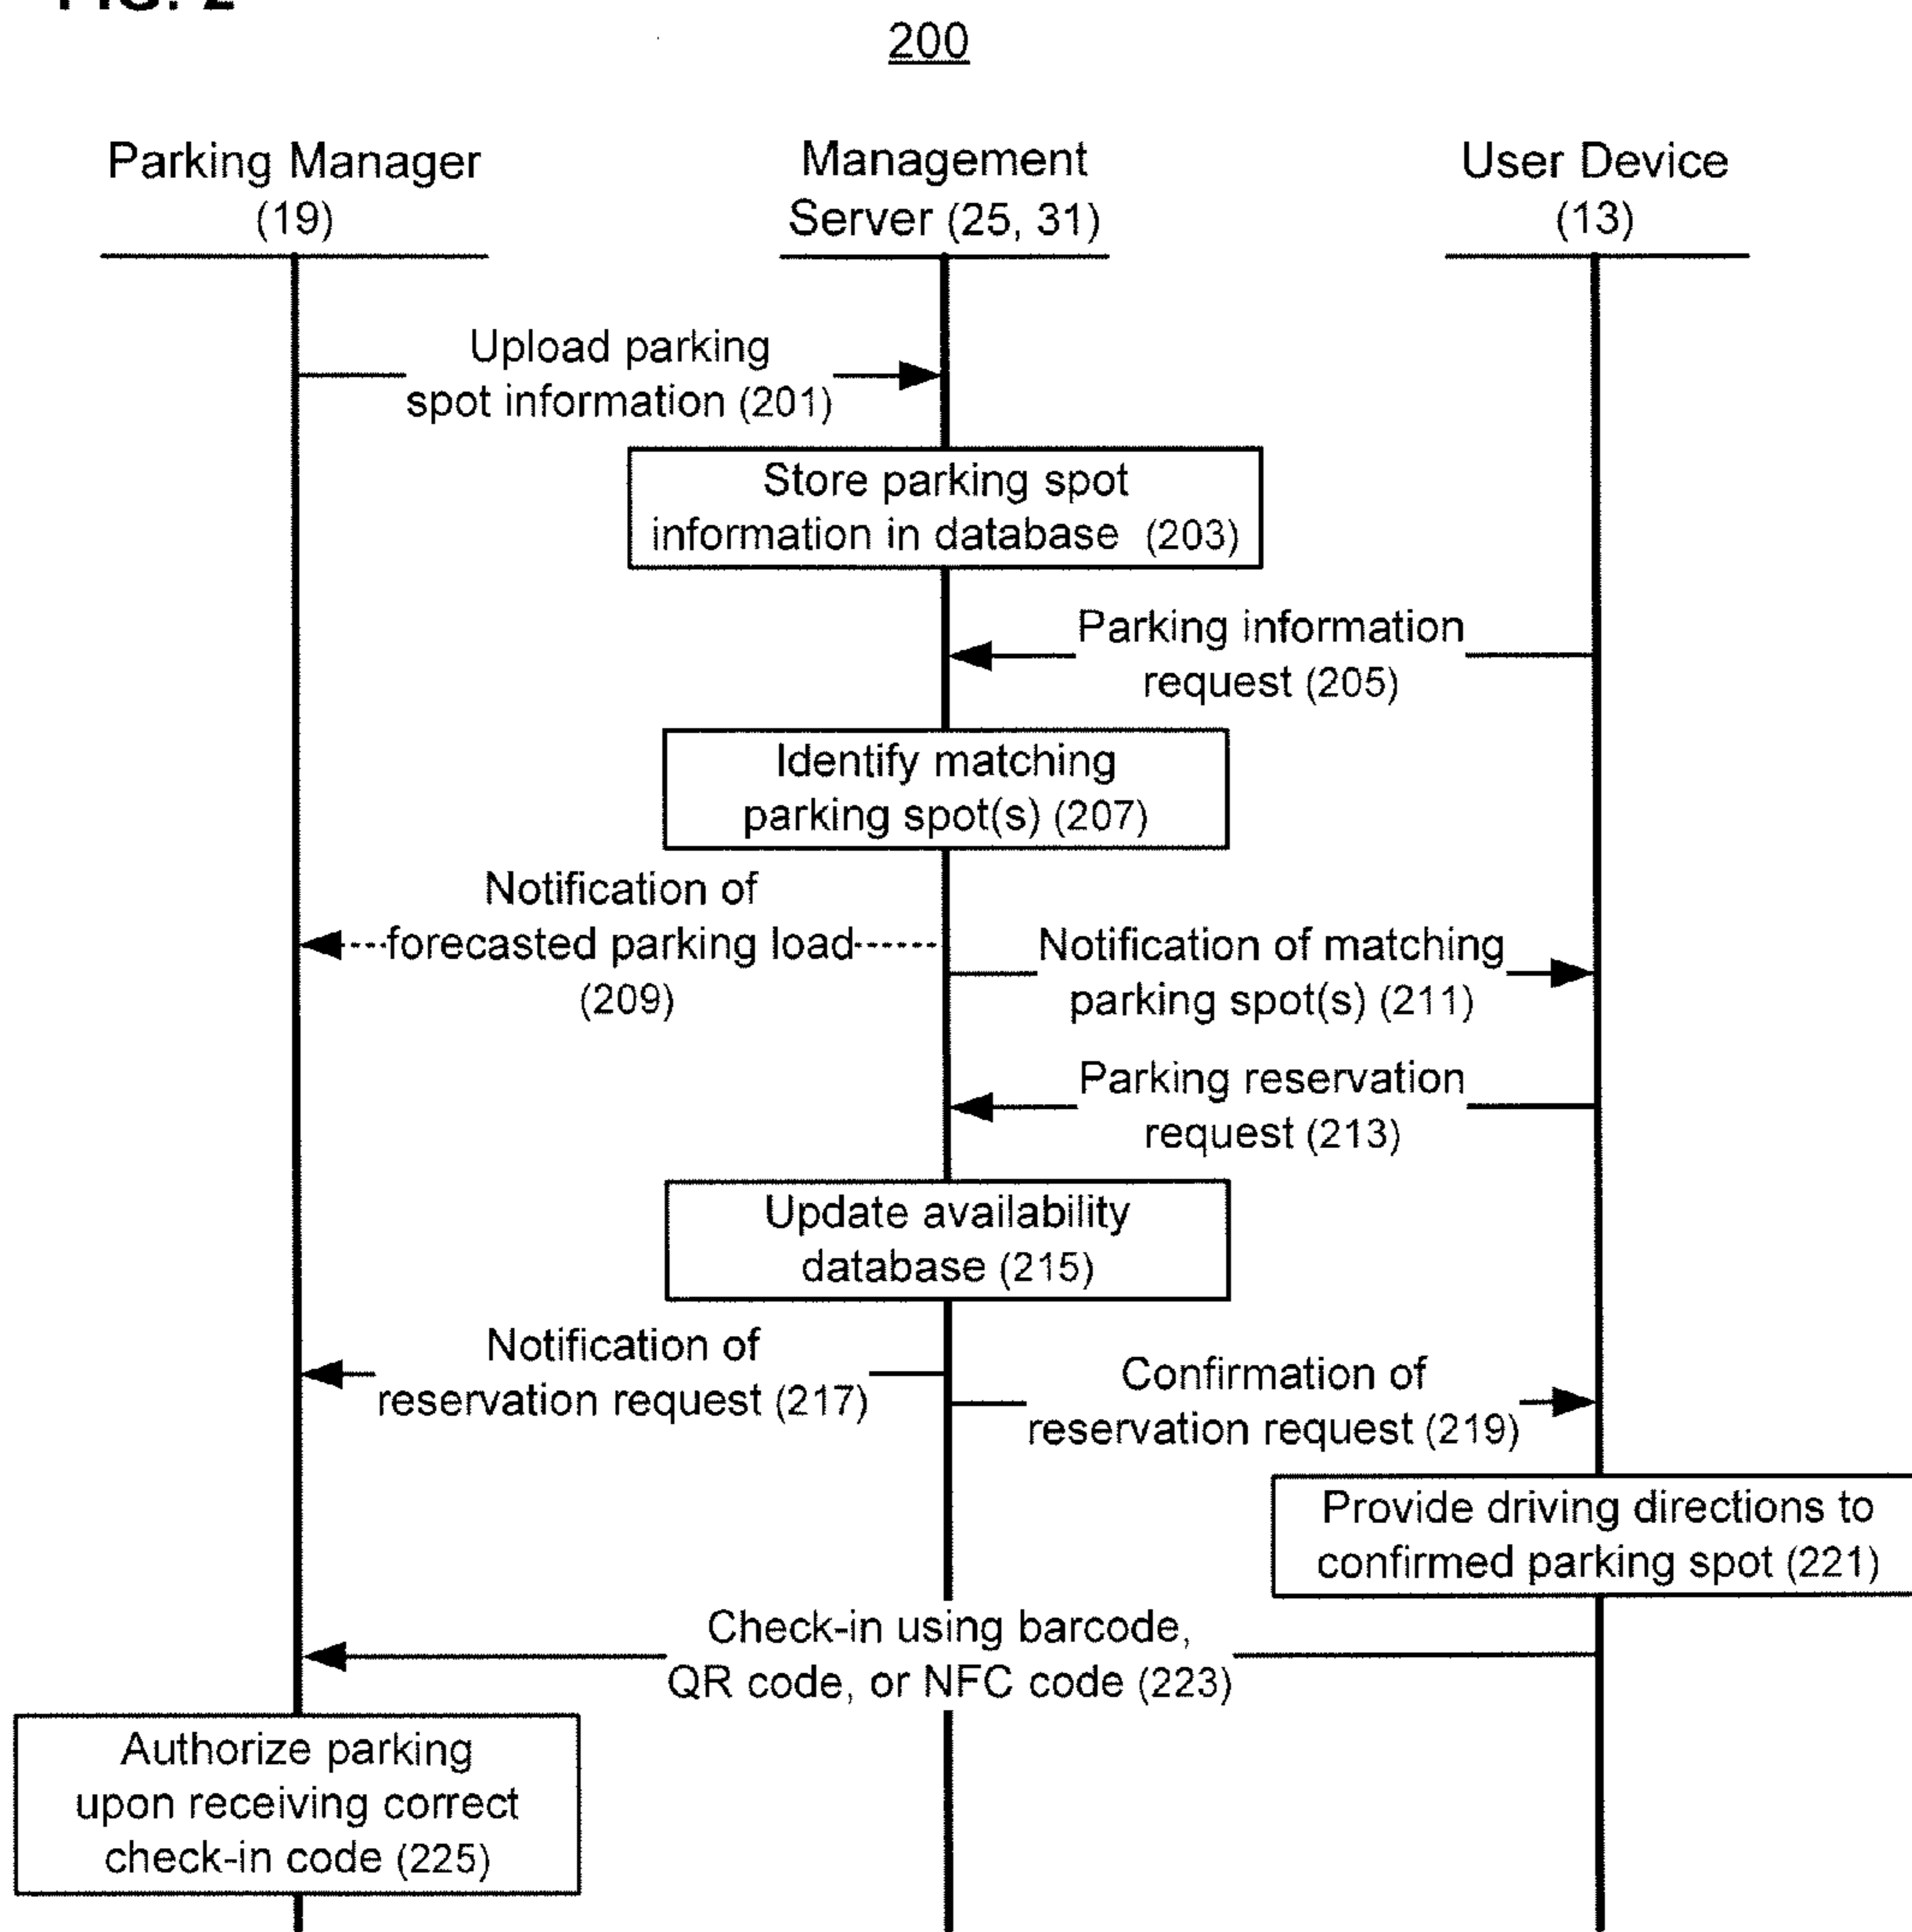 FIG. 2
200
Parking Manager
(19)
Management
Server (25, 31)
User Device
(13)
Upload parking
spot information (201)
Store parking spot
information in database (203)
Parking information
request (205)
Identify matching
parking spot(s) (207)
Notification of
forecasted parking load
(209)
Notification of matching
parking spot(s) (211)
Parking reservation
request (213)
Update availability
database (215)
Notification of
reservation request (217)
Confirmation of
reservation request (219)
Provide driving directions to
confirmed parking spot (221)
Check-in using barcode,
QR code, or NFC code (223)
Authorize parking
upon receiving correct
check-in code (225)